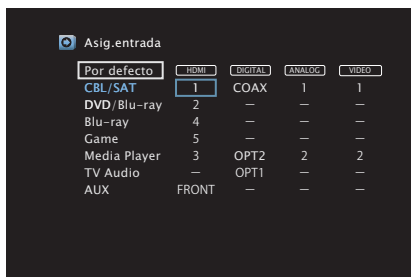 Asig.entrada
Por defecto HDMI DIGITAL ANALOG VIDEO
CBL/SAT 1 COAX 1 1
DVD/Blu-ray 2 — — —
Blu-ray 4 — — —
Game 5 — — —
Media Player 3 OPT2 2 2
TV Audio — OPT1 — —
AUX FRONT — — —